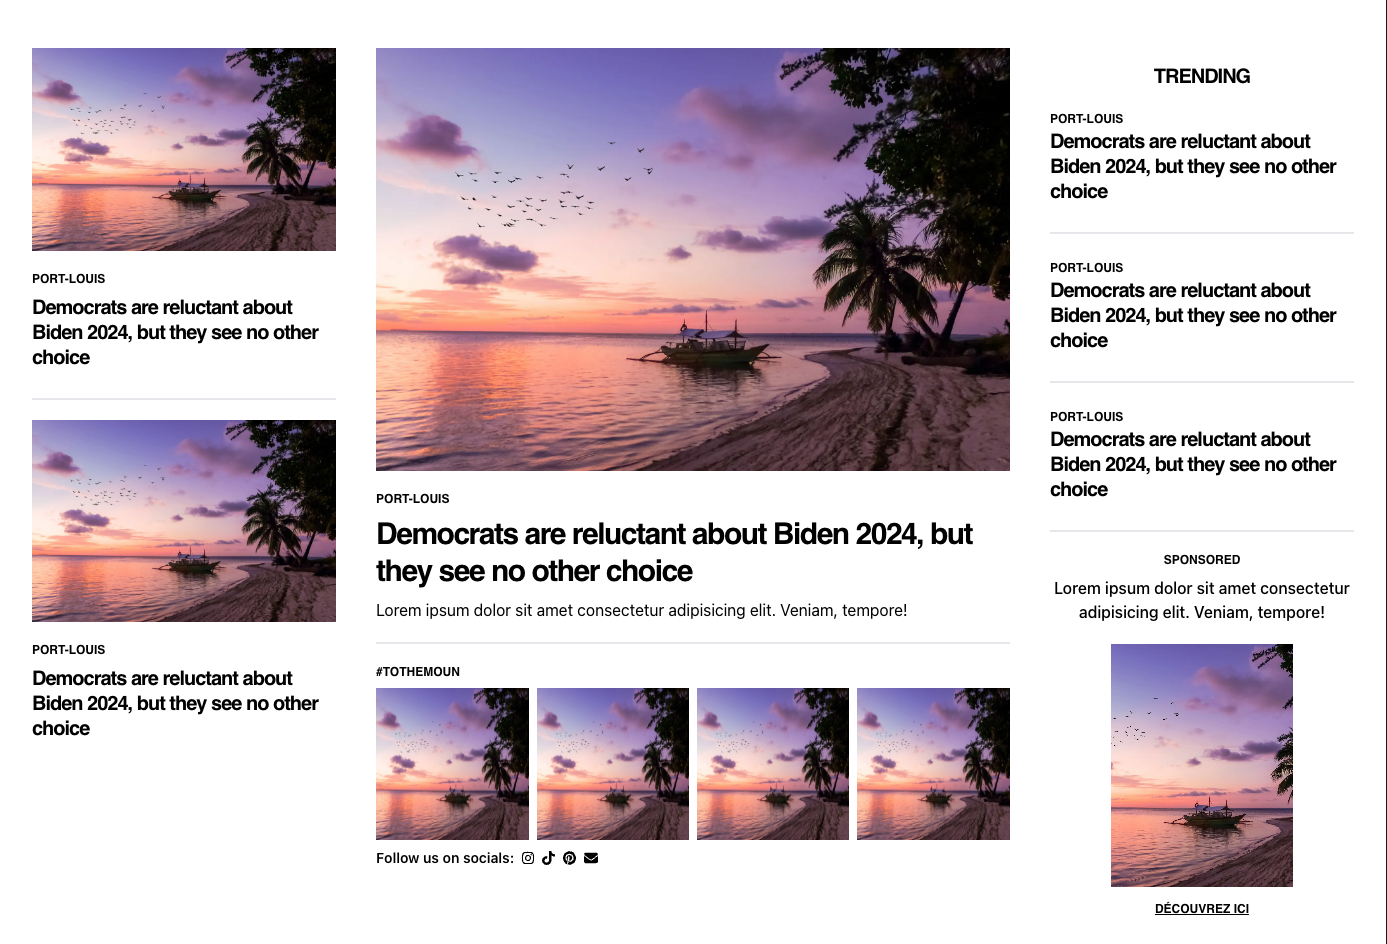 PORT-LOUIS
Democrats are reluctant about
Biden 2024, but they see no other
choice
PORT-LOUIS
Democrats are reluctant about
Biden 2024, but they see no other
choice
PORT-LOUIS
Democrats are reluctant about Biden 2024, but
they see no other choice
Lorem ipsum dolor sit amet consectetur adipisicing elit. Veniam, tempore!
#TOTHEMOUN
Follow us on socials:
TRENDING
PORT-LOUIS
Democrats are reluctant about
Biden 2024, but they see no other
choice
PORT-LOUIS
Democrats are reluctant about
Biden 2024, but they see no other
choice
PORT-LOUIS
Democrats are reluctant about
Biden 2024, but they see no other
choice
SPONSORED
Lorem ipsum dolor sit amet consectetur
adipisicing elit. Veniam, tempore!
DÉCOUVREZ ICI